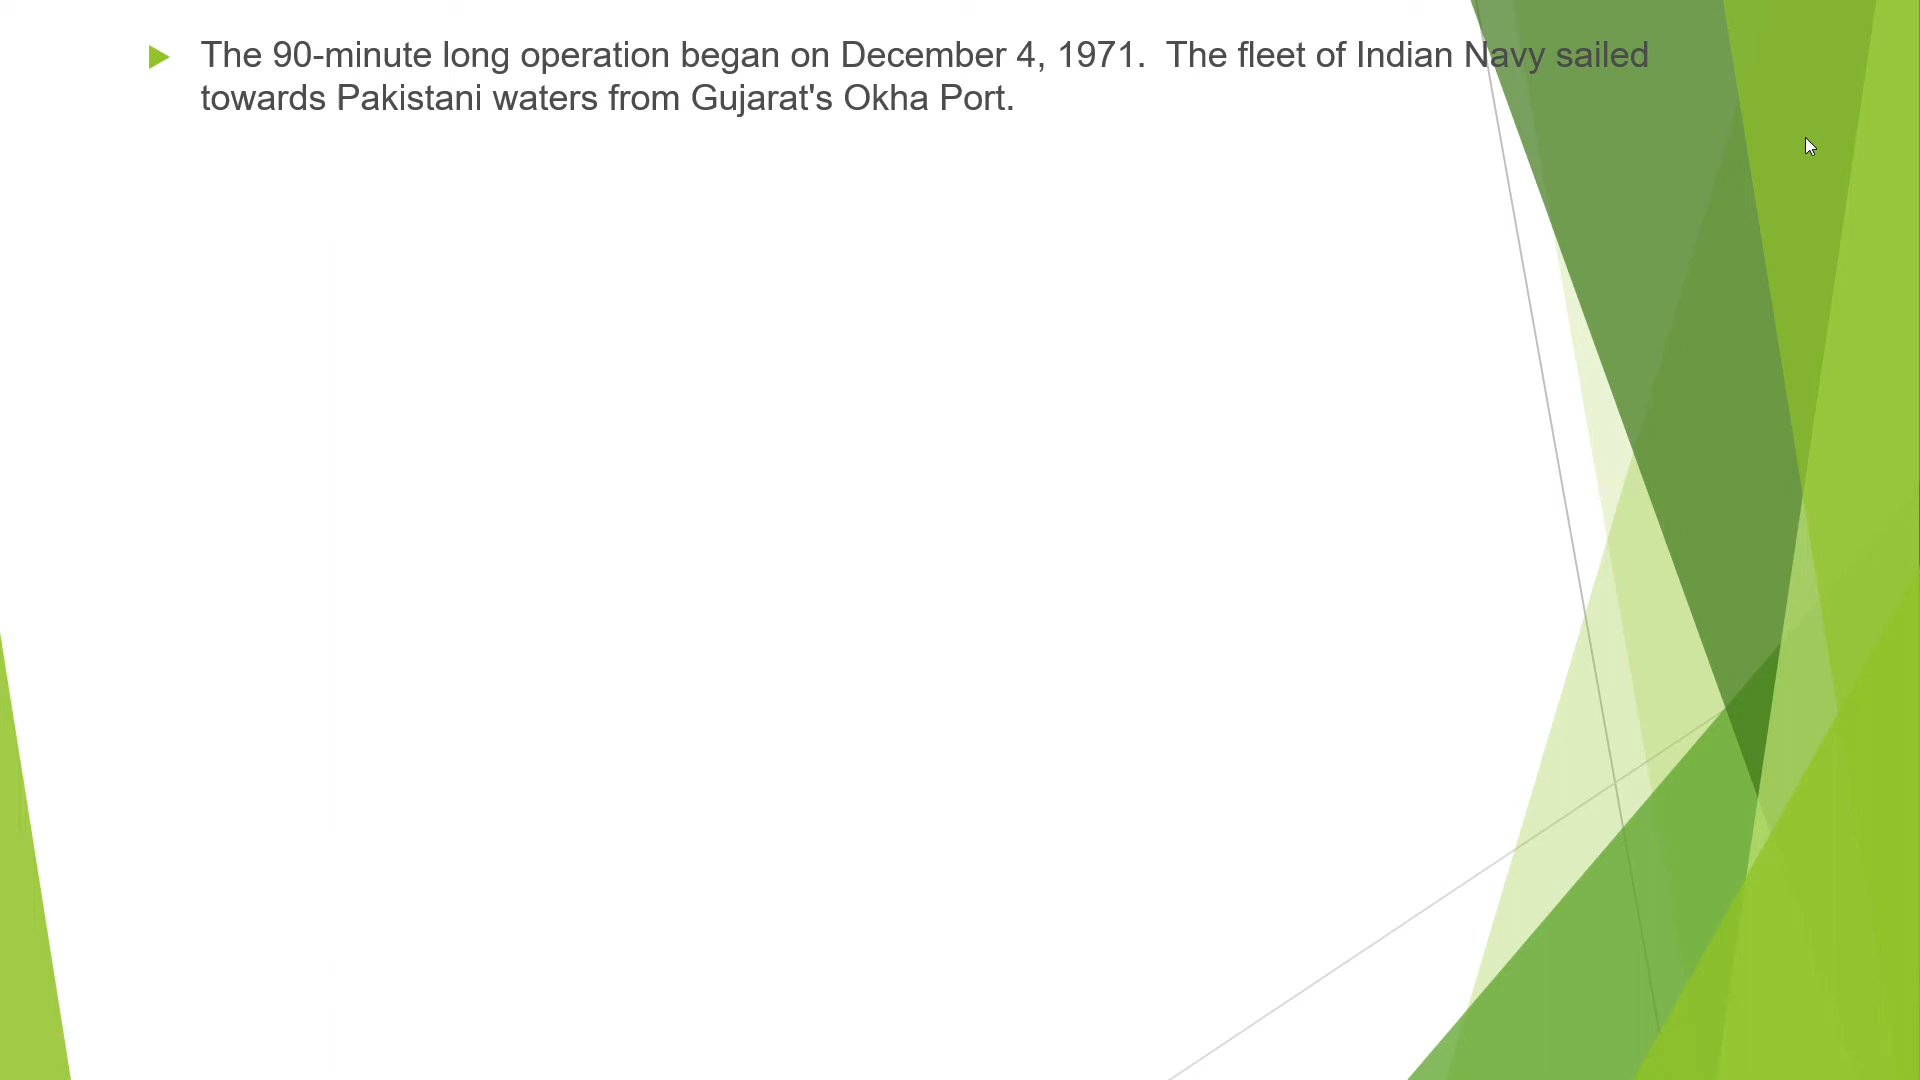 The 90-minute long operation began on December 4, 1971.  The fleet of Indian Navy sailed
towards Pakistani waters from Gujarat's Okha Port.